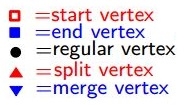 =start vertex
=end vertex
=regular vertex
=split vertex
=merge vertex